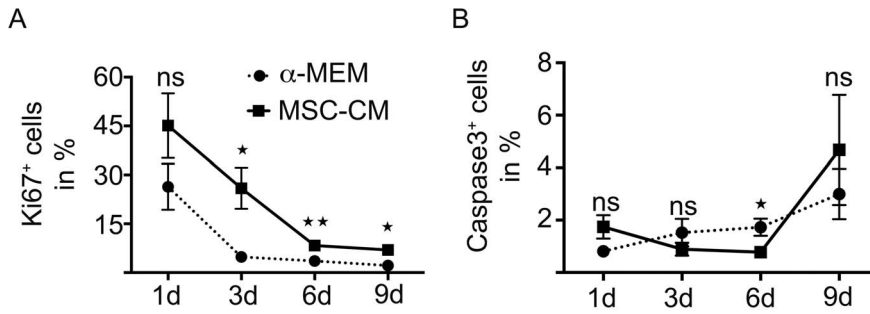 A
Ki67⁺ cells
in %
60
45
30
15
ns
★
★★
★
α-MEM
MSC-CM
1d 3d 6d 9d
B
Caspase3⁺ cells
in %
8
6
4
2
ns
ns
★
ns
1d 3d 6d 9d